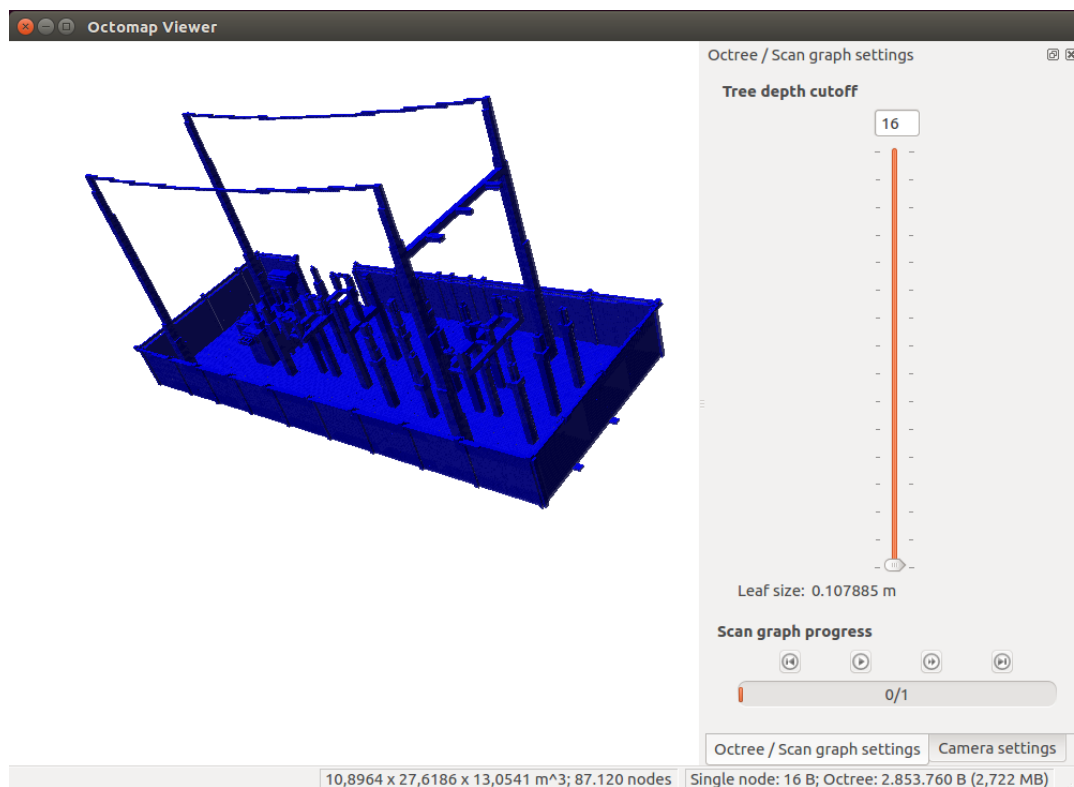 Octomap Viewer
Octree / Scan graph settings
Tree depth cutoff
16
Leaf size: 0.107885 m
Scan graph progress
0/1
Octree / Scan graph settings Camera settings
10,8964 x 27,6186 x 13,0541 m^3; 87.120 nodes Single node: 16 B; Octree: 2.853.760 B (2,722 MB)